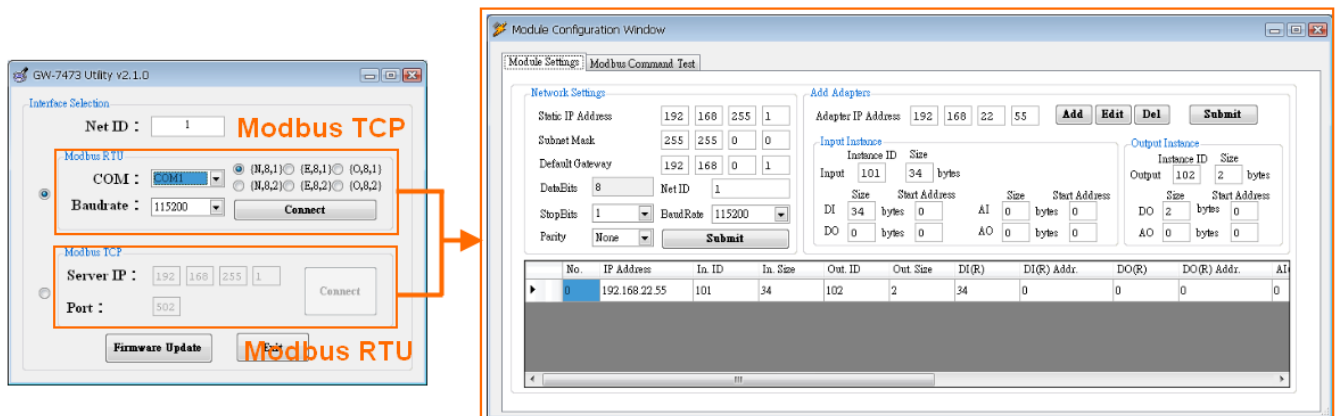 GW-7473 Utility v2.1.0
Interface Selection
Net ID : 1
Modbus TCP
Modbus RTU
COM : COM1
(N,8,1) (E,8,1) (O,8,1)
(N,8,2) (E,8,2) (O,8,2)
Baudrate : 115200 Connect
Modbus TCP
Server IP : 192 168 255 1
Port : 502
Connect
Firmware Update Exit
Modbus RTU
Module Configuration Window
Module Settings Modbus Command Test
Network Settings
Static IP Address 192 168 255 1
Subnet Mask 255 255 0 0
Default Gateway 192 168 0 1
DataBits 8 Net ID 1
StopBits 1 BaudRate 115200
Parity None Submit
Add Adapters
Adapter IP Address 192 168 22 55 Add Edit Del Submit
Input Instance
Instance ID Size
Input 101 34 bytes
Size Start Address Size Start Address
DI 34 bytes 0 AI 0 bytes 0
DO 0 bytes 0 AO 0 bytes 0
Output Instance
Instance ID Size
Output 102 2 bytes
Size Start Address
DO 2 bytes 0
AO 0 bytes 0
No. IP Address In. ID In. Size Out. ID Out. Size DI(R) DI(R) Addr. DO(R) DO(R) Addr.
0 192.168.22.55 101 34 102 2 34 0 0 0 0